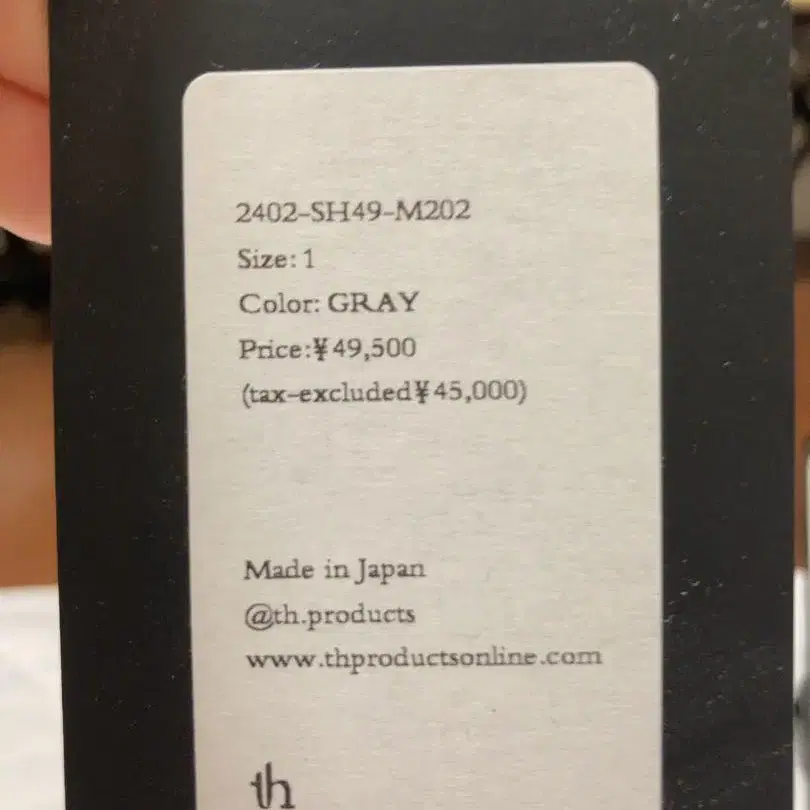 2402-SH49-M202
Size: 1
Color: GRAY
Price:¥49,500
(tax-excluded¥45,000)
Made in Japan
@th.products
www.thproductsonline.com
th